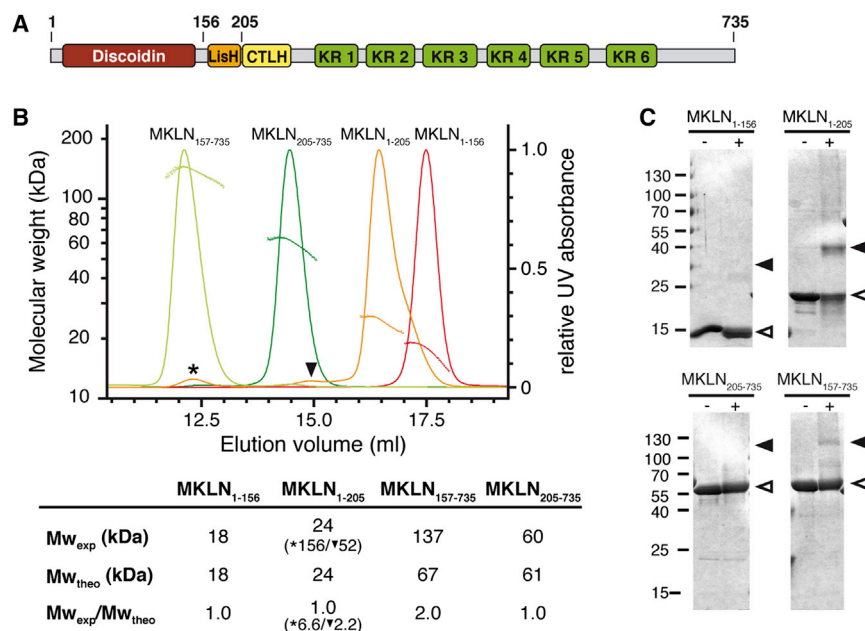 A
1 156 205 735
Discoidin LisH CTLH KR 1 KR 2 KR 3 KR 4 KR 5 KR 6
B
MKLN157-735 MKLN205-735 MKLN1-205 MKLN1-156
Molecular weight (kDa)
200
100
80
60
40
20
10
relative UV absorbance
1.0
0.5
0
*
12.5 15.0 17.5
Elution volume (ml)
MKLN1-156 MKLN1-205 MKLN157-735 MKLN205-735
Mwexp (kDa) 18 24 137 60
(*156/▼52)
Mwtheo (kDa) 18 24 67 61
Mwexp/Mwtheo 1.0 1.0 2.0 1.0
(*6.6/▼2.2)
C
MKLN1-156 MKLN1-205
- + - +
130
100
70
55
40
25
15
MKLN205-735 MKLN157-735
- + - +
130
100
70
55
40
25
15